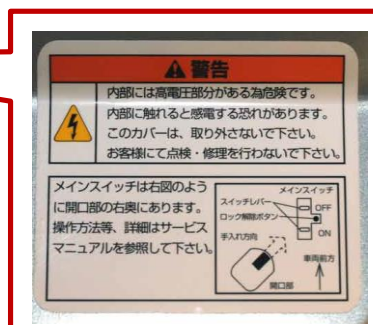 警告
内部には高電圧部分がある為危険です。
内部に触れると感電する恐れがあります。
このカバーは、取り外さないで下さい。
お客様にて点検・修理を行わないで下さい。
メインスイッチは右図のよう
に開口部の右奥にあります。
操作方法等、詳細はサービス
マニュアルを参照して下さい。
メインスイッチ
スイッチレバー
OFF
ロック解除ボタン
ON
手入れ方向
車両前方
開口部